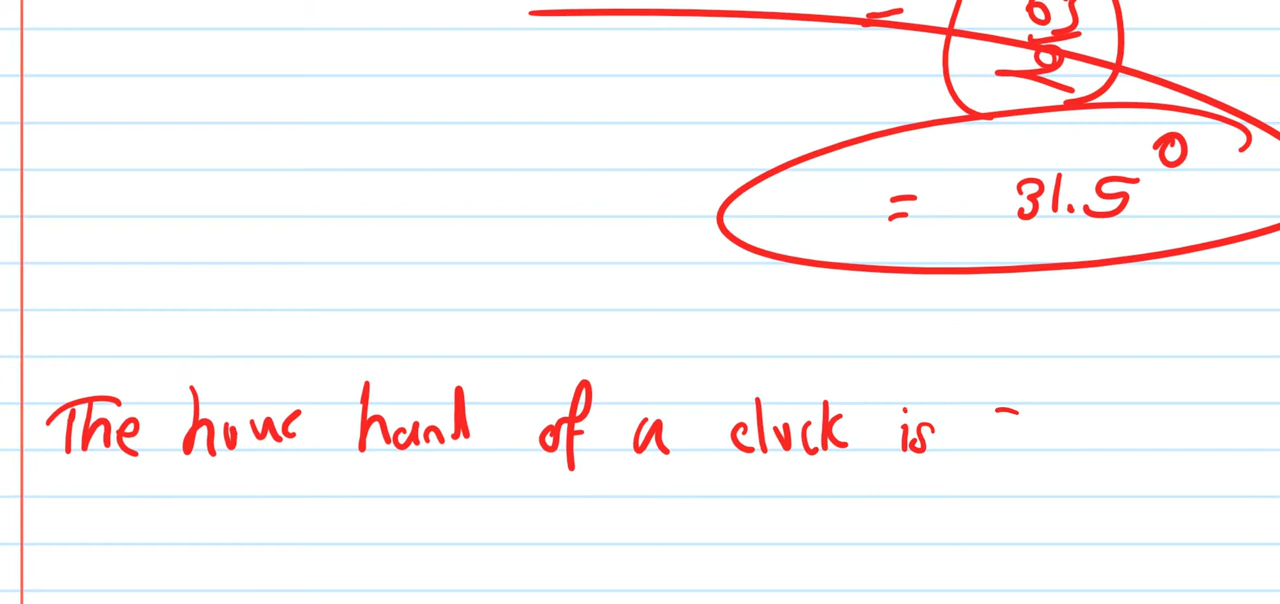 = 31.5°
The hour hand of a clock is